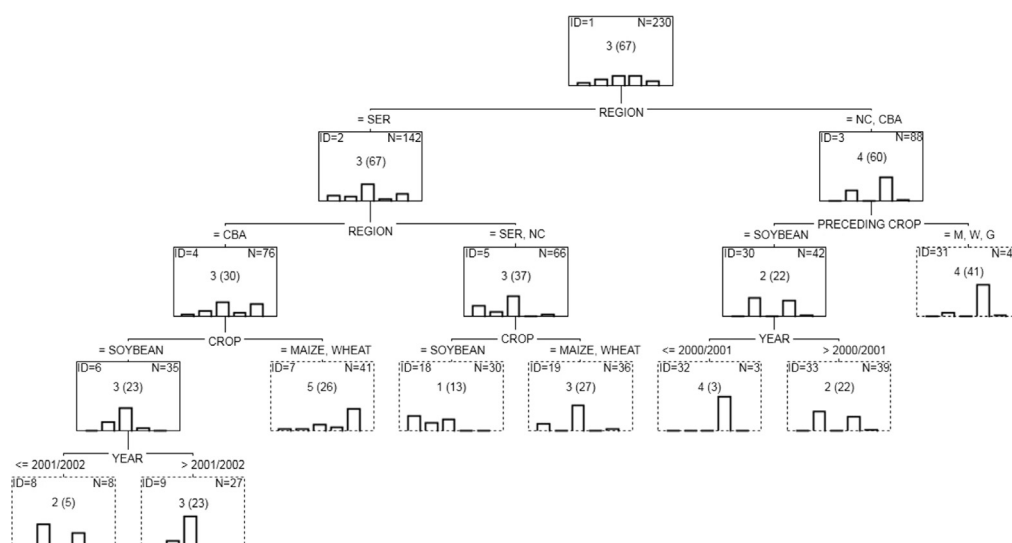 ID=1 N=230
3 (67)
REGION
= SER = NC, CBA
ID=2 N=142 ID=3 N=88
3 (67) 4 (60)
REGION PRECEDING CROP
= CBA = SER, NC = SOYBEAN = M, W, G
ID=4 N=76 ID=5 N=66 ID=30 N=42 ID=31 N=4
3 (30) 3 (37) 2 (22) 4 (41)
CROP CROP YEAR
= SOYBEAN = MAIZE, WHEAT = SOYBEAN = MAIZE, WHEAT <= 2000/2001 > 2000/2001
ID=6 N=35 ID=7 N=41 ID=18 N=30 ID=19 N=36 ID=32 N=3 ID=33 N=39
3 (23) 5 (26) 1 (13) 3 (27) 4 (3) 2 (22)
YEAR
<= 2001/2002 > 2001/2002
ID=8 N=8 ID=9 N=27
2 (5) 3 (23)